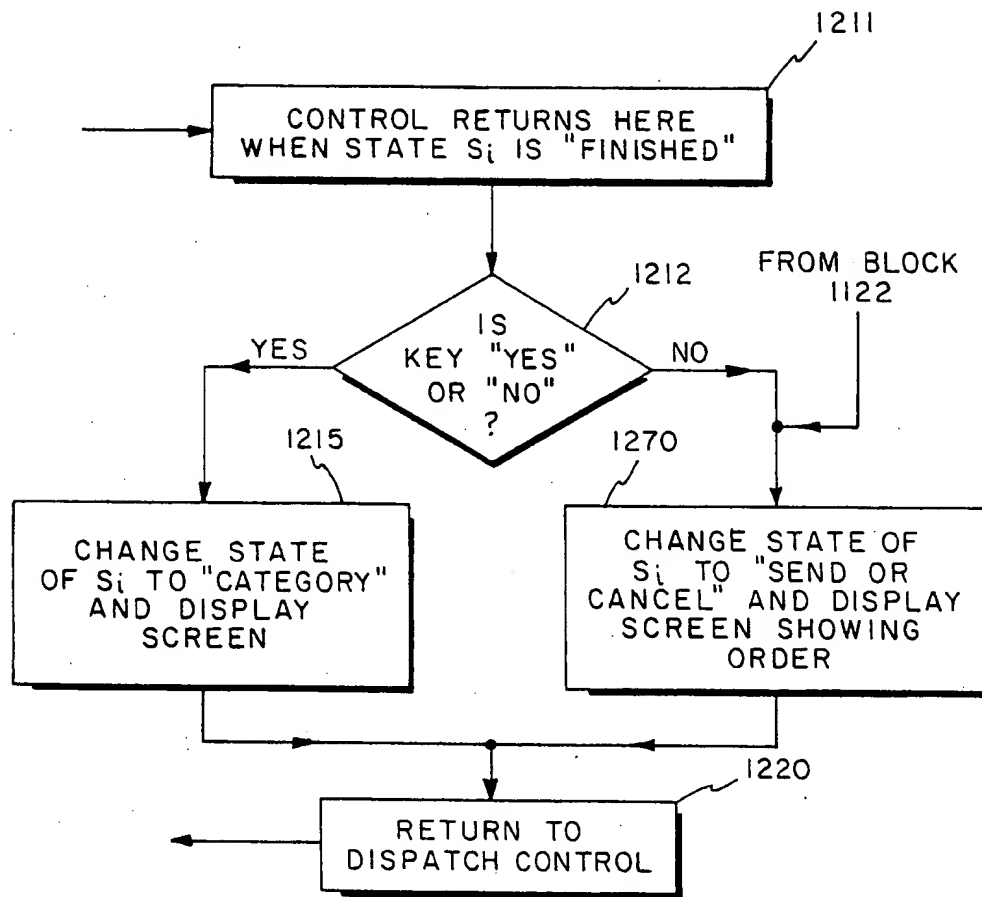 1211
CONTROL RETURNS HERE
WHEN STATE Si IS "FINISHED"
1212
FROM BLOCK
1122
IS
KEY "YES"
OR "NO"
?
YES
NO
1215
CHANGE STATE
OF Si TO "CATEGORY"
AND DISPLAY
SCREEN
1270
CHANGE STATE OF
Si TO "SEND OR
CANCEL" AND DISPLAY
SCREEN SHOWING
ORDER
1220
RETURN TO
DISPATCH CONTROL